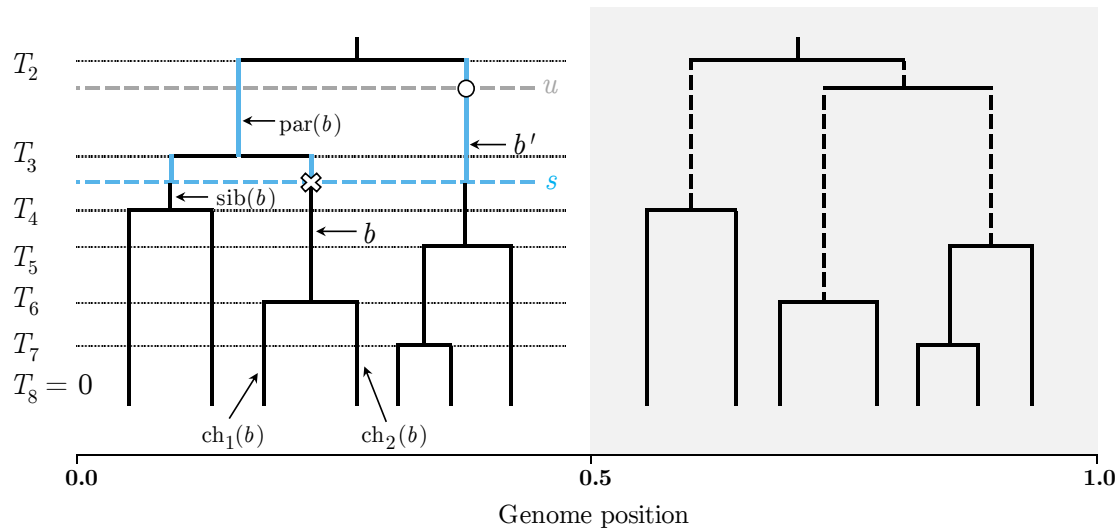 T₂
u
par(b)
b'
T₃
s
sib(b)
T₄
b
T₅
T₆
T₇
T₈ = 0
ch₁(b)
ch₂(b)
0.0
0.5
1.0
Genome position